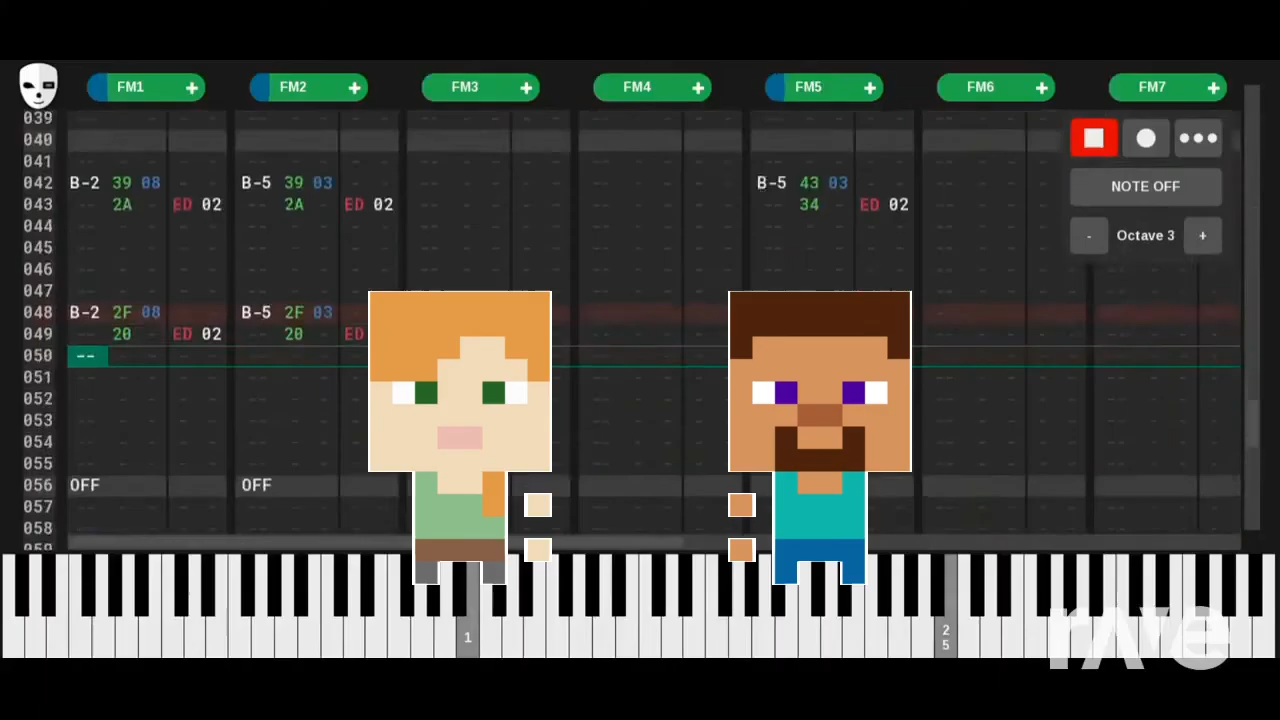 FM1 + FM2 + FM3 + FM4 + FM5 + FM6 + FM7 +
039
040
041
042 B-2 39 08 B-5 39 03 B-5 43 03
043 2A ED 02 2A ED 02 34 ED 02
NOTE OFF
044
045
- Octave 3 +
046
047
048 B-2 2F 08 B-5 2F 03
049 20 ED 02 20 ED
050 --
051
052
053
054
055
056 OFF OFF
057
058
059
1 2
5
rave